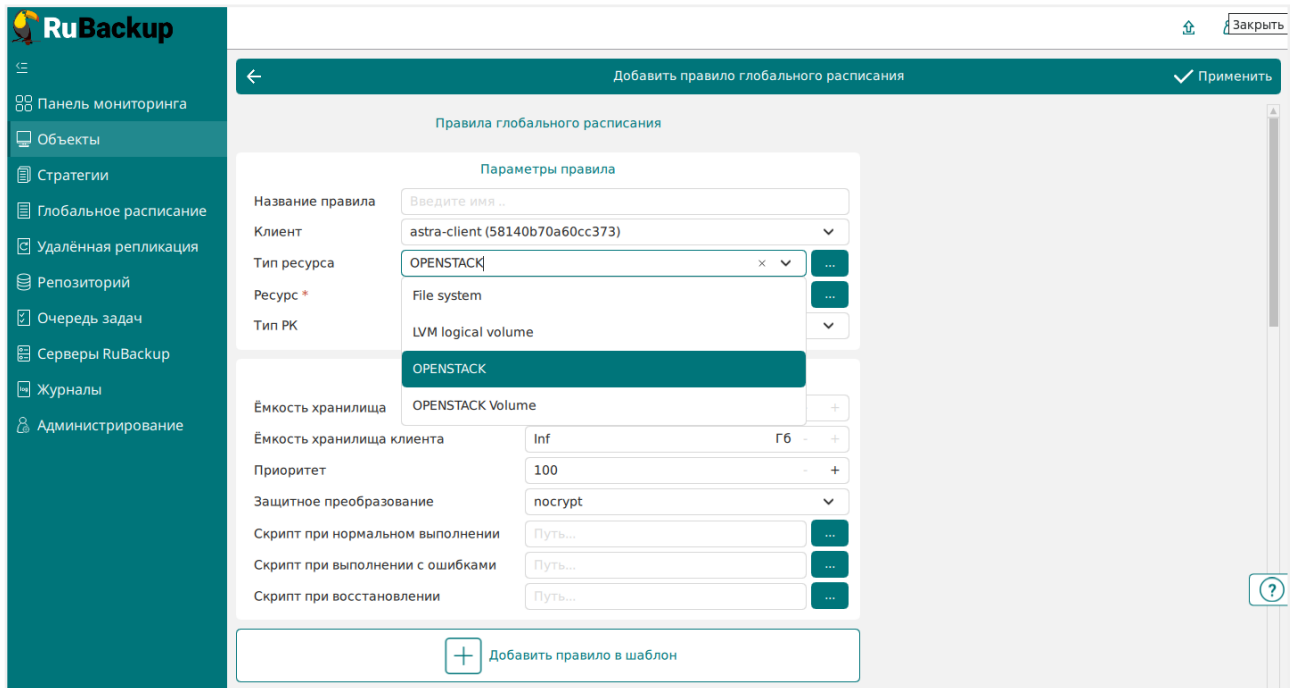 RuBackup
Закрыть
Добавить правило глобального расписания
Применить
Панель мониторинга
Объекты
Стратегии
Глобальное расписание
Удалённая репликация
Репозиторий
Очередь задач
Серверы RuBackup
Журналы
Администрирование
Правила глобального расписания
Параметры правила
Название правила Введите имя ..
Клиент astra-client (58140b70a60cc373)
Тип ресурса OPENSTACK × ...
Ресурс * ...
Тип РК
File system
LVM logical volume
OPENSTACK
OPENSTACK Volume
Ёмкость хранилища +
Ёмкость хранилища клиента Inf Гб - +
Приоритет 100 - +
Защитное преобразование nocrypt
Скрипт при нормальном выполнении Путь... ...
Скрипт при выполнении с ошибками Путь... ...
Скрипт при восстановлении Путь... ...
?
Добавить правило в шаблон